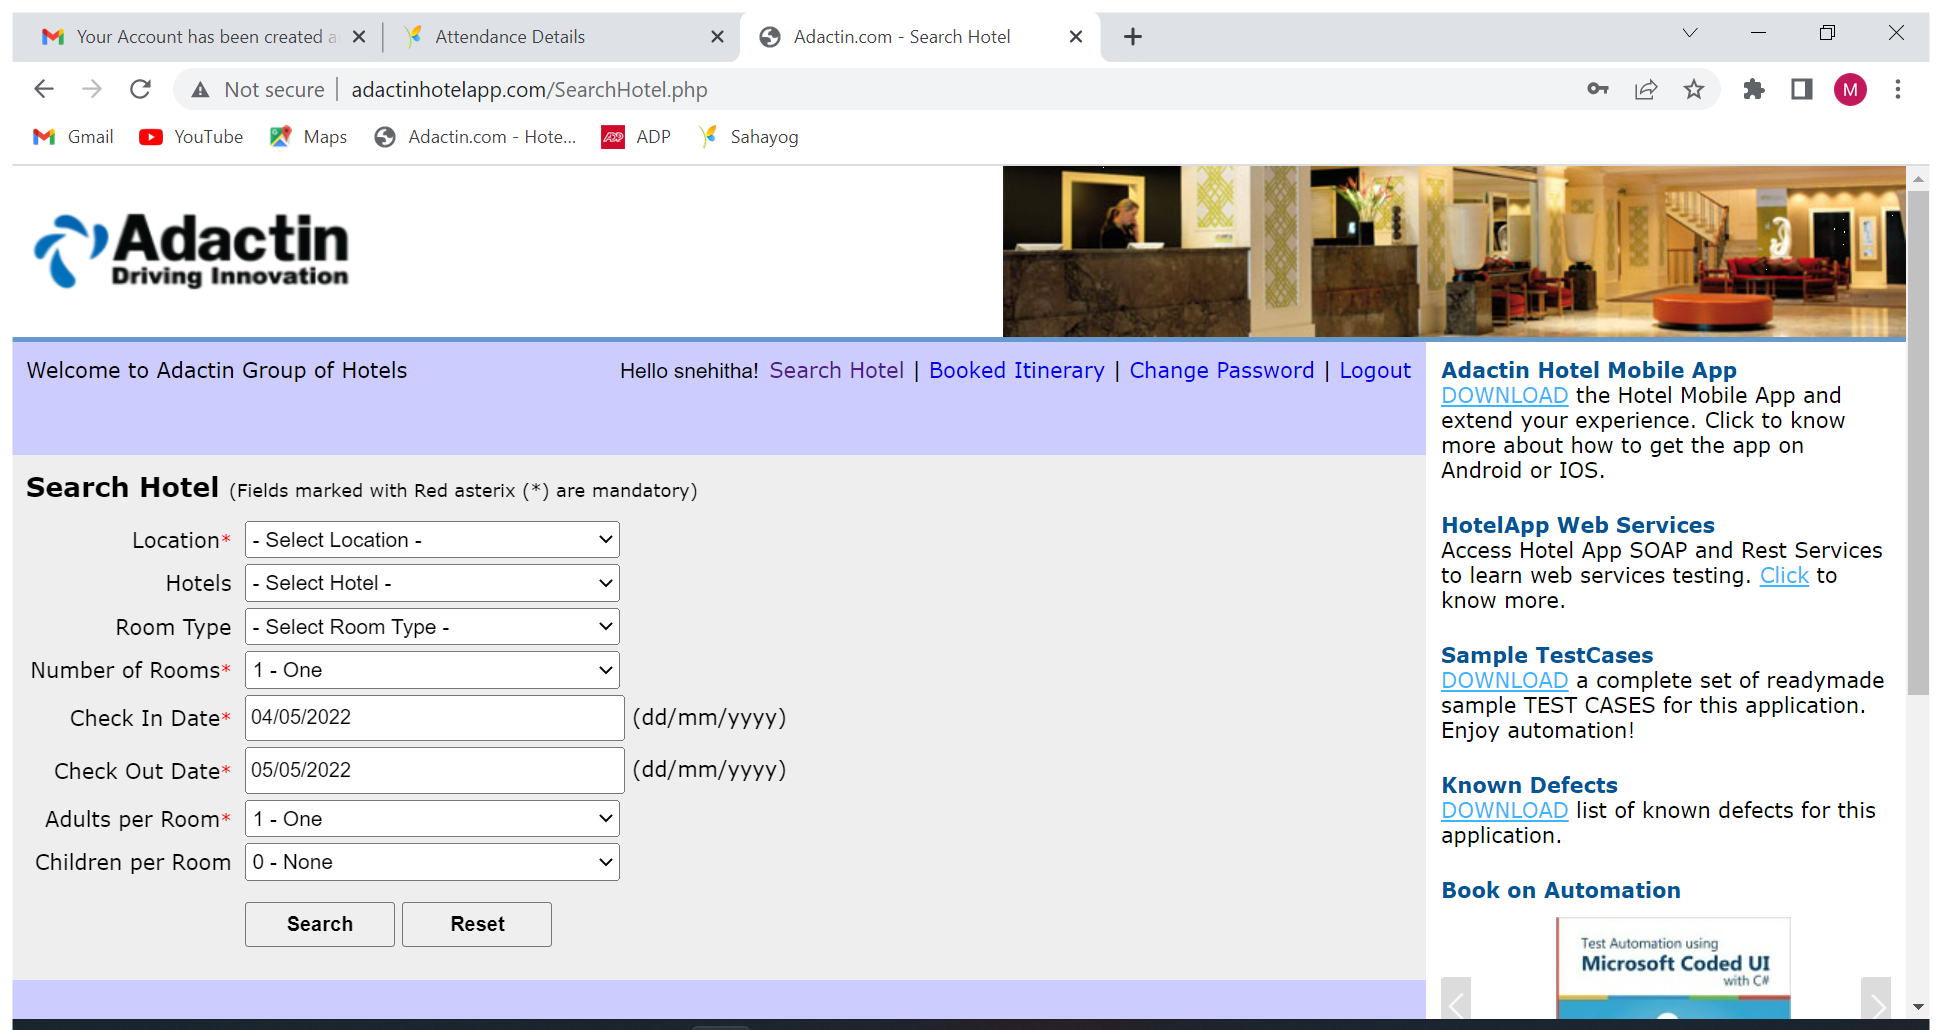 Your Account has been created a
Attendance Details
Adactin.com - Search Hotel
Not secure | adactinhotelapp.com/SearchHotel.php
M
Gmail
YouTube
Maps
Adactin.com - Hote...
ADP
ADP
Sahayog
Adactin
Driving Innovation
Welcome to Adactin Group of Hotels
Hello snehitha! Search Hotel | Booked Itinerary | Change Password | Logout
Search Hotel (Fields marked with Red asterix (*) are mandatory)
Location* - Select Location -
Hotels - Select Hotel -
Room Type - Select Room Type -
Number of Rooms* 1 - One
Check In Date* 04/05/2022 (dd/mm/yyyy)
Check Out Date* 05/05/2022 (dd/mm/yyyy)
Adults per Room* 1 - One
Children per Room 0 - None
Search Reset
Adactin Hotel Mobile App
DOWNLOAD the Hotel Mobile App and
extend your experience. Click to know
more about how to get the app on
Android or IOS.
HotelApp Web Services
Access Hotel App SOAP and Rest Services
to learn web services testing. Click to
know more.
Sample TestCases
DOWNLOAD a complete set of readymade
sample TEST CASES for this application.
Enjoy automation!
Known Defects
DOWNLOAD list of known defects for this
application.
Book on Automation
Test Automation using
Microsoft Coded UI
with C#